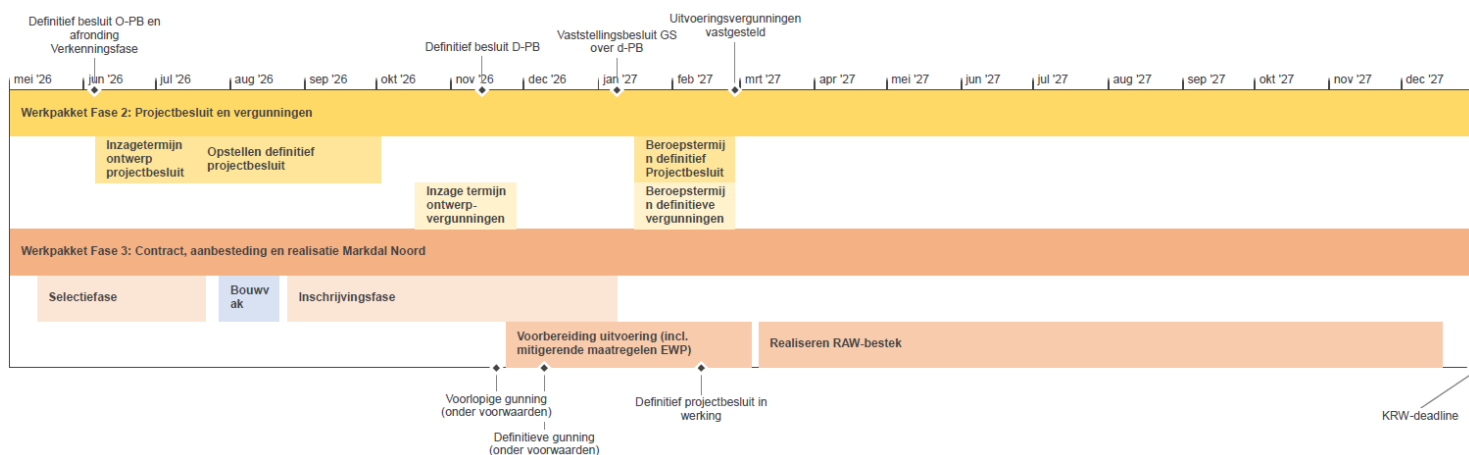 Definitief besluit O-PB en
afronding
Verkenningsfase
Definitief besluit D-PB
Vaststellingsbesluit GS
over d-PB
Uitvoeringsvergunningen
vastgesteld
mei '26
jun '26
jul '26
aug '26
sep '26
okt '26
nov '26
dec '26
jan '27
feb '27
mrt '27
apr '27
mei '27
jun '27
jul '27
aug '27
sep '27
okt '27
nov '27
dec '27
Werkpakket Fase 2: Projectbesluit en vergunningen
Inzagetermijn
ontwerp
projectbesluit
Opstellen definitief
projectbesluit
Beroepstermij
n definitief
Projectbesluit
Inzage termijn
ontwerp-
vergunningen
Beroepstermij
n definitieve
vergunningen
Werkpakket Fase 3: Contract, aanbesteding en realisatie Markdal Noord
Selectiefase
Bouwv
ak
Inschrijvingsfase
Voorbereiding uitvoering (incl.
mitigerende maatregelen EWP)
Realiseren RAW-bestek
Voorlopige gunning
(onder voorwaarden)
Definitieve gunning
(onder voorwaarden)
Definitief projectbesluit in
werking
KRW-deadline